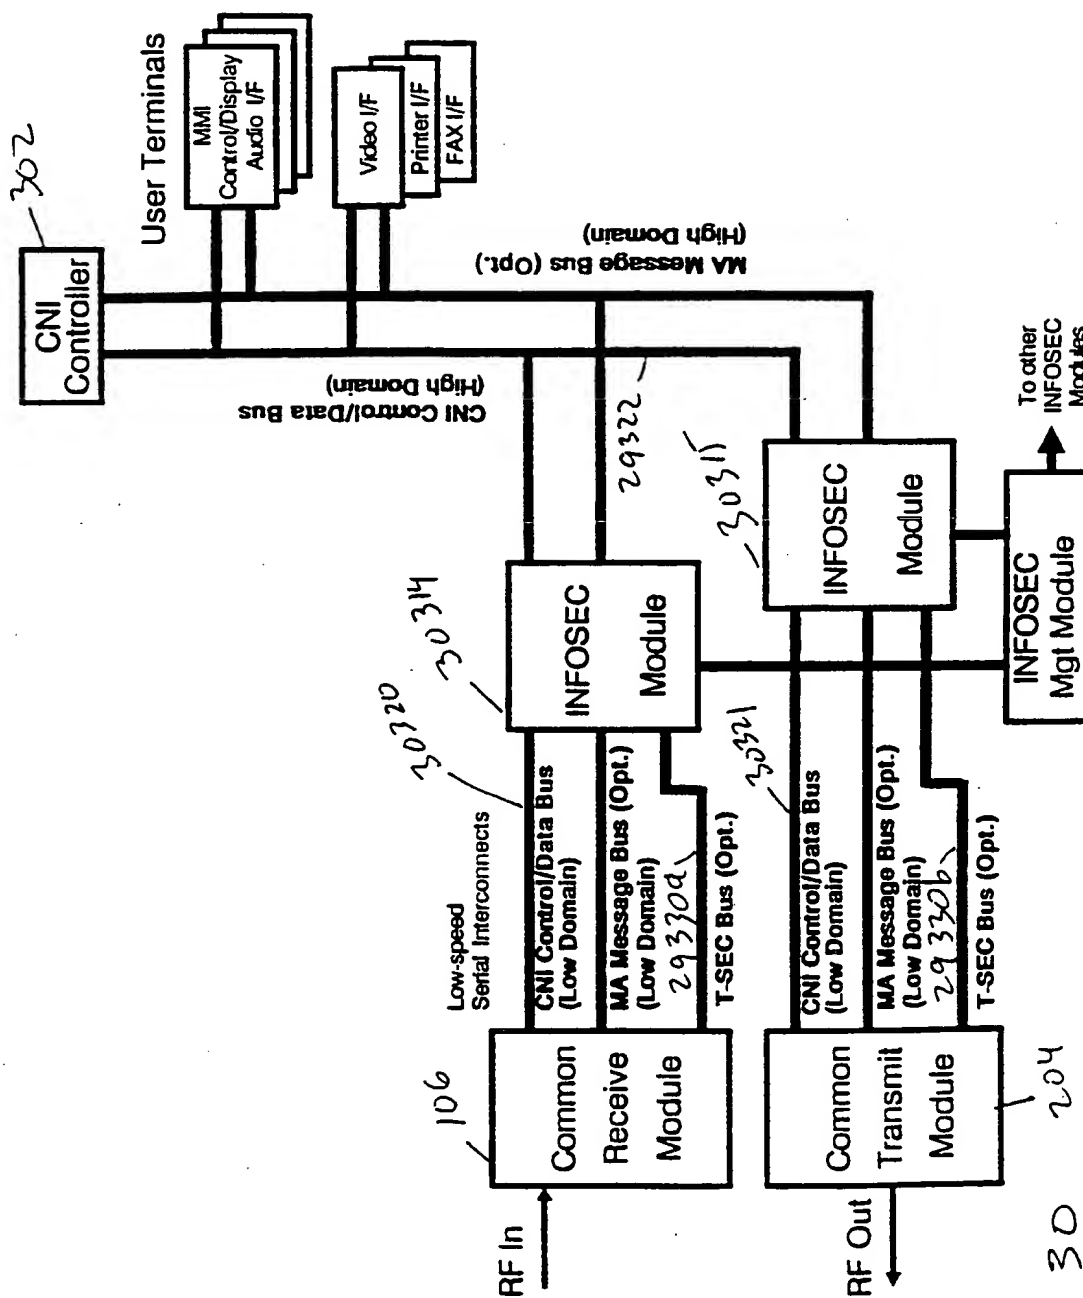 302
CNI
Controller
User Terminals
MMI
Control/Display
Audio I/F
Video I/F
Printer I/F
FAX I/F
CNI Control/Data Bus
(High Domain)
MA Message Bus (Opt.)
(High Domain)
29322
30320
30314
INFOSEC
Module
30315
INFOSEC
Module
To other
INFOSEC
Modules
INFOSEC
Mgt Module
Low-speed
Serial Interconnects
CNI Control/Data Bus
(Low Domain)
MA Message Bus (Opt.)
(Low Domain)
29330a
T-SEC Bus (Opt.)
30321
CNI Control/Data Bus
(Low Domain)
MA Message Bus (Opt.)
(Low Domain)
29330b
T-SEC Bus (Opt.)
106
Common
Receive
Module
RF In
Common
Transmit
Module
204
RF Out
30